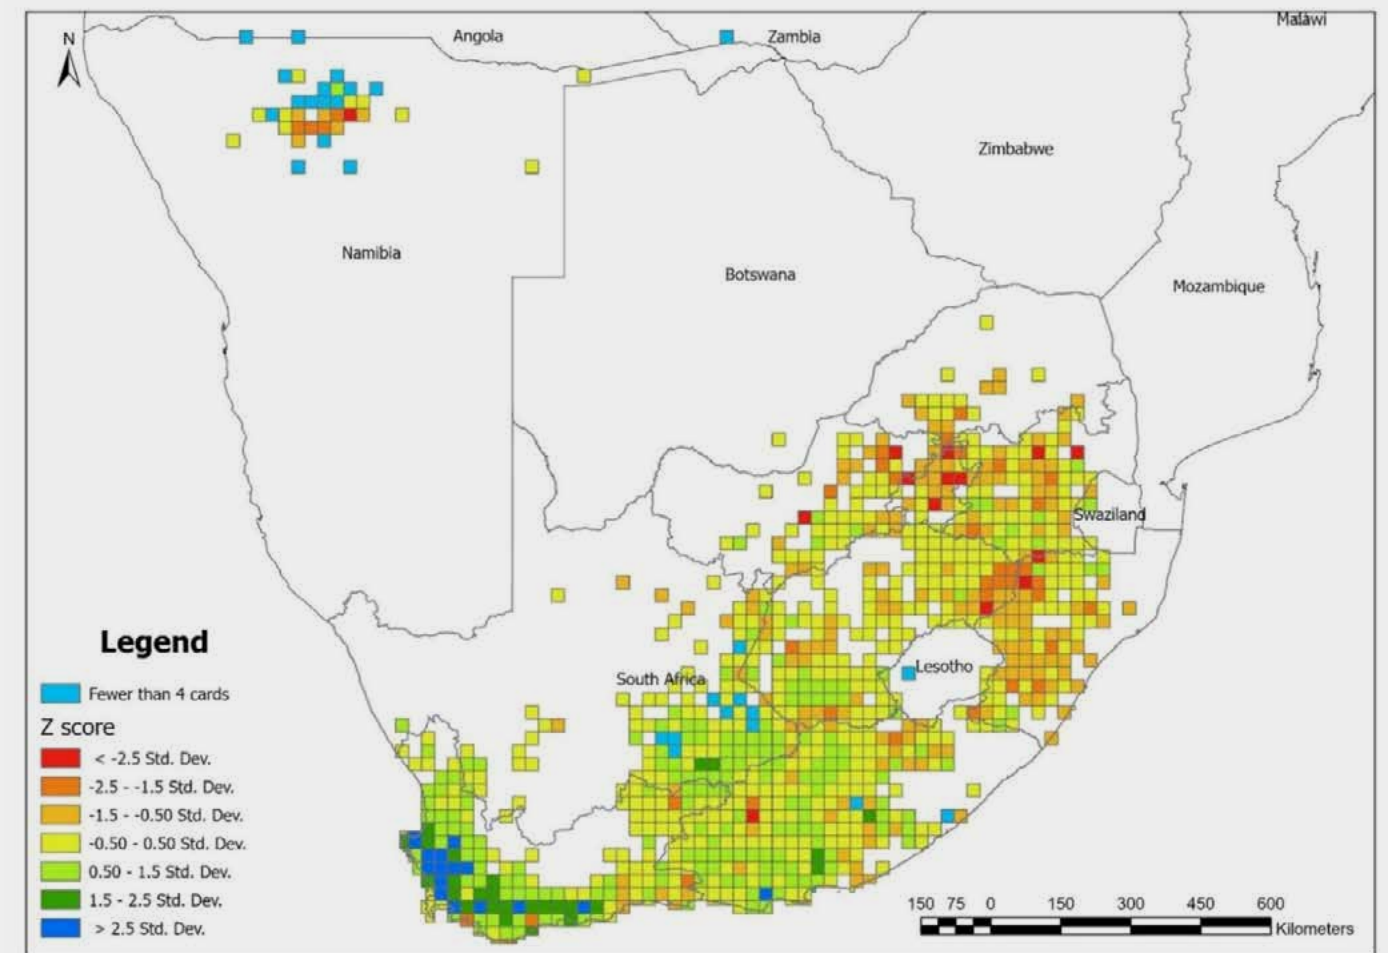 Malawi
N
Angola
Zambia
Zimbabwe
Namibia
Botswana
Mozambique
Swaziland
Lesotho
South Africa
Legend
Fewer than 4 cards
Z score
< -2.5 Std. Dev.
-2.5 - -1.5 Std. Dev.
-1.5 - -0.50 Std. Dev.
-0.50 - 0.50 Std. Dev.
0.50 - 1.5 Std. Dev.
1.5 - 2.5 Std. Dev.
> 2.5 Std. Dev.
150 75 0 150 300 450 600
Kilometers